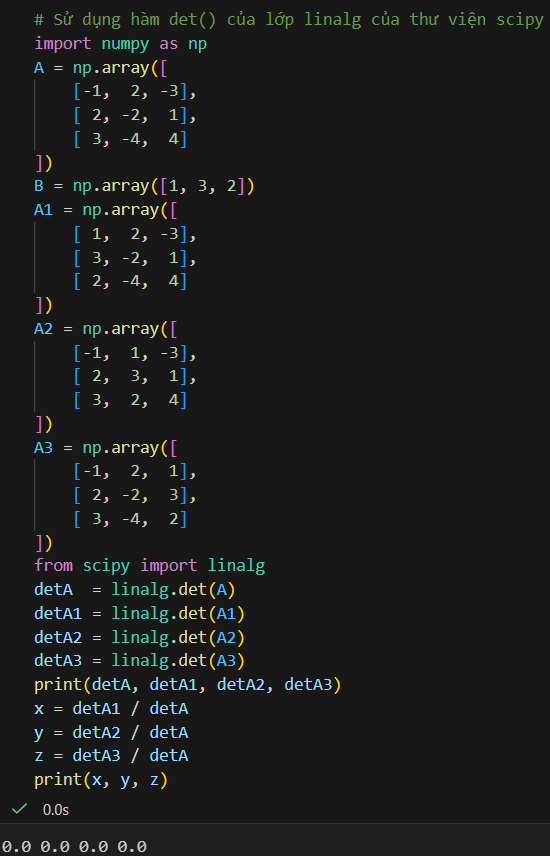 # Sử dụng hàm det() của lớp linalg của thư viện scipy
import numpy as np
A = np.array([
    [-1,  2, -3],
    [ 2, -2,  1],
    [ 3, -4,  4]
])
B = np.array([1, 3, 2])
A1 = np.array([
    [ 1,  2, -3],
    [ 3, -2,  1],
    [ 2, -4,  4]
])
A2 = np.array([
    [-1,  1, -3],
    [ 2,  3,  1],
    [ 3,  2,  4]
])
A3 = np.array([
    [-1,  2,  1],
    [ 2, -2,  3],
    [ 3, -4,  2]
])
from scipy import linalg
detA  = linalg.det(A)
detA1 = linalg.det(A1)
detA2 = linalg.det(A2)
detA3 = linalg.det(A3)
print(detA, detA1, detA2, detA3)
x = detA1 / detA
y = detA2 / detA
z = detA3 / detA
print(x, y, z)
0.0s
0.0 0.0 0.0 0.0